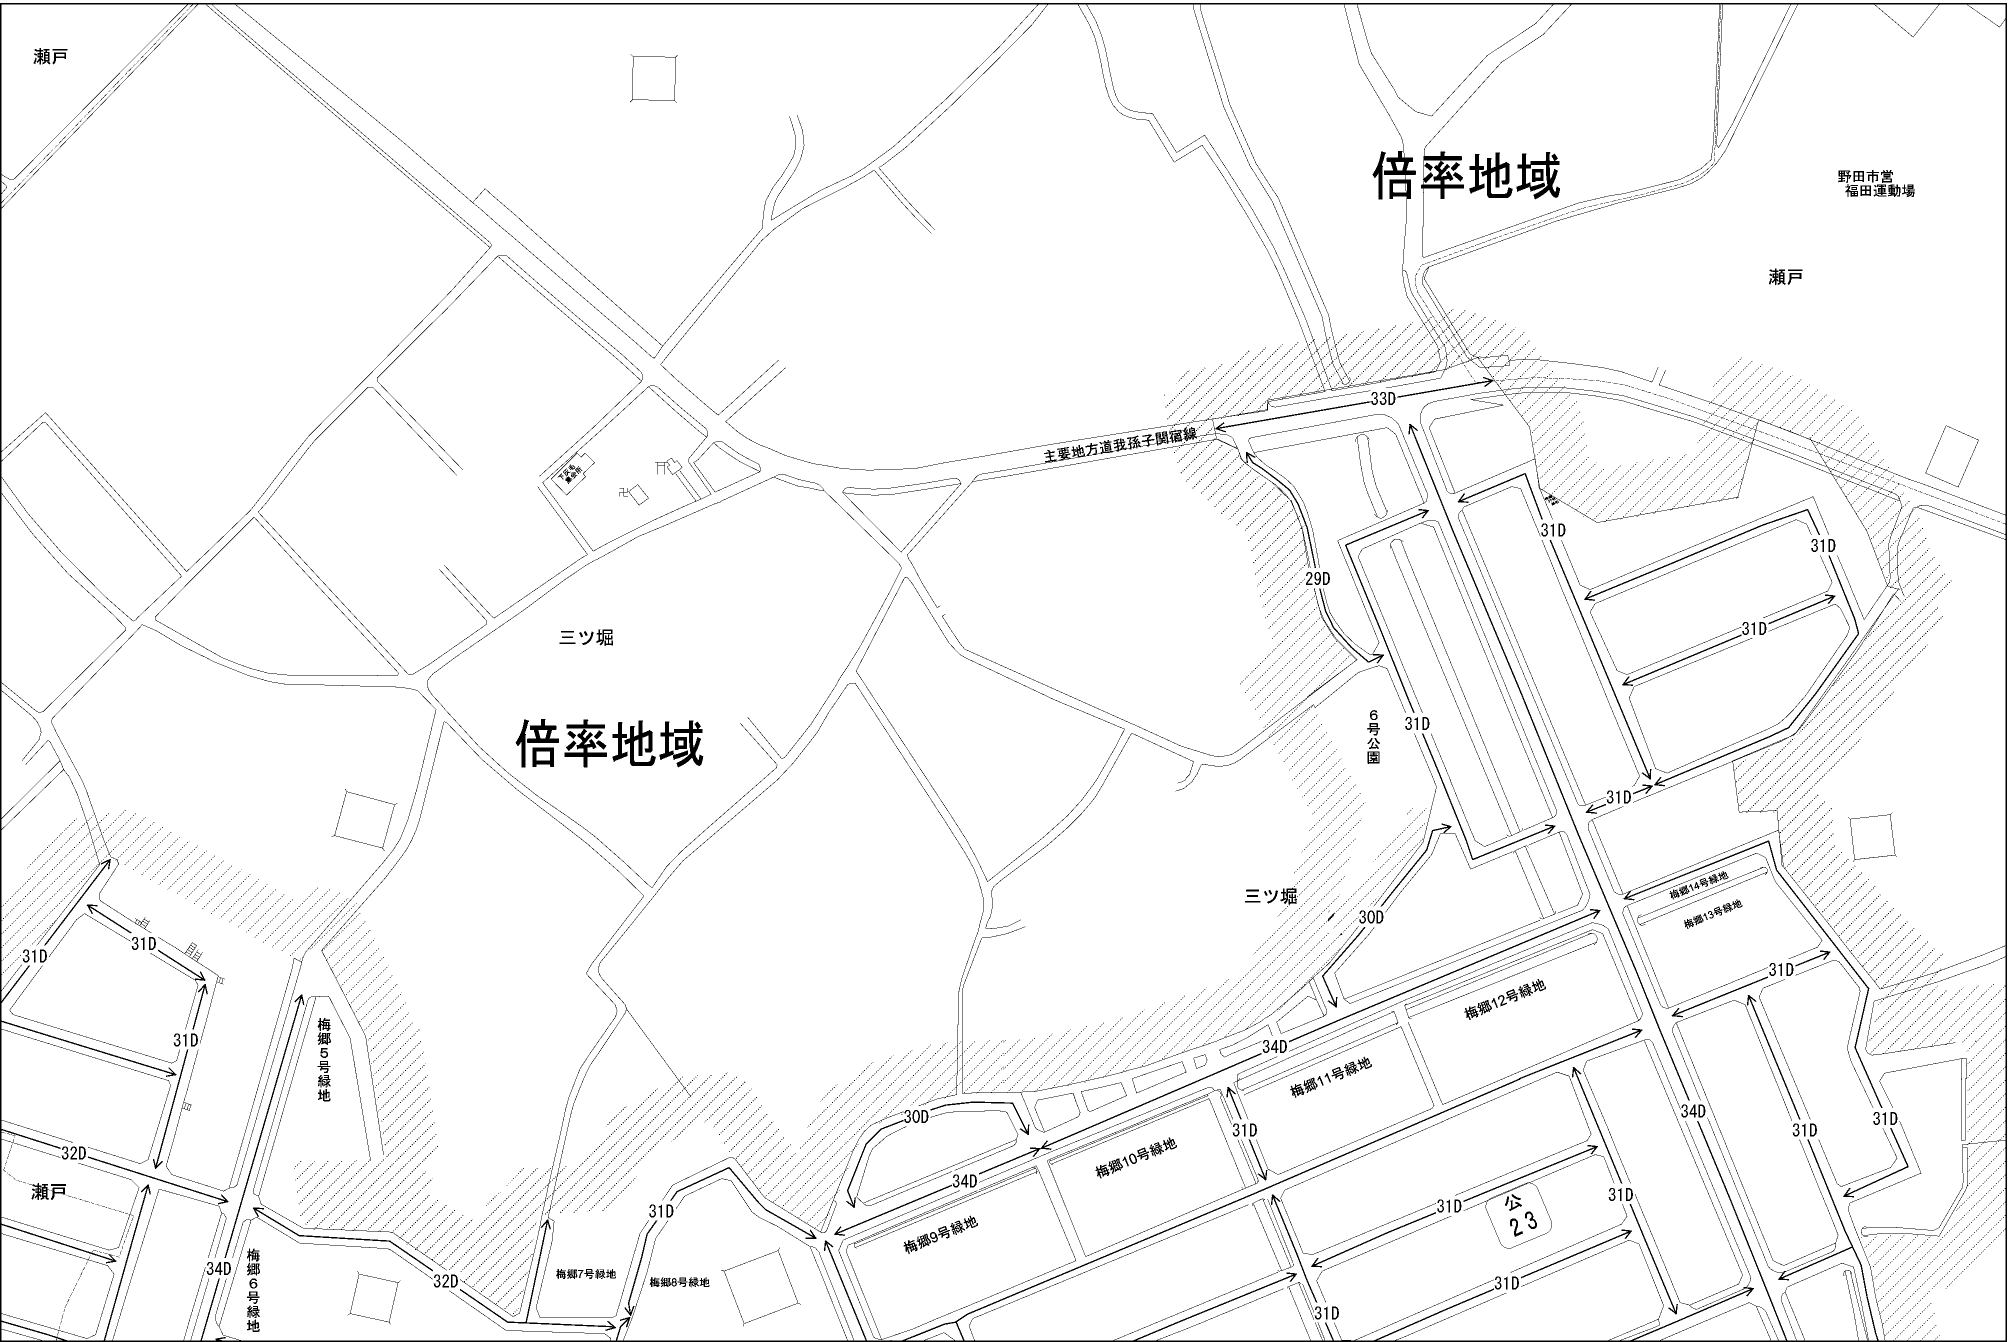 瀬戸
倍率地域
野田市営
福田運動場
瀬戸
33D
主要地方道我孫子関宿線
31D
31D
29D
31D
三ツ堀
倍率地域
31D
6号公園
31D
三ツ堀
梅郷14号緑地
梅郷13号緑地
30D
31D
31D
31D
梅郷12号緑地
31D
梅郷5号緑地
34D
梅郷11号緑地
34D
30D
31D
31D
31D
32D
梅郷10号緑地
34D
瀬戸
31D
31D
公
23
31D
梅郷9号緑地
34D
梅郷6号緑地
32D
梅郷7号緑地
梅郷8号緑地
31D
31D